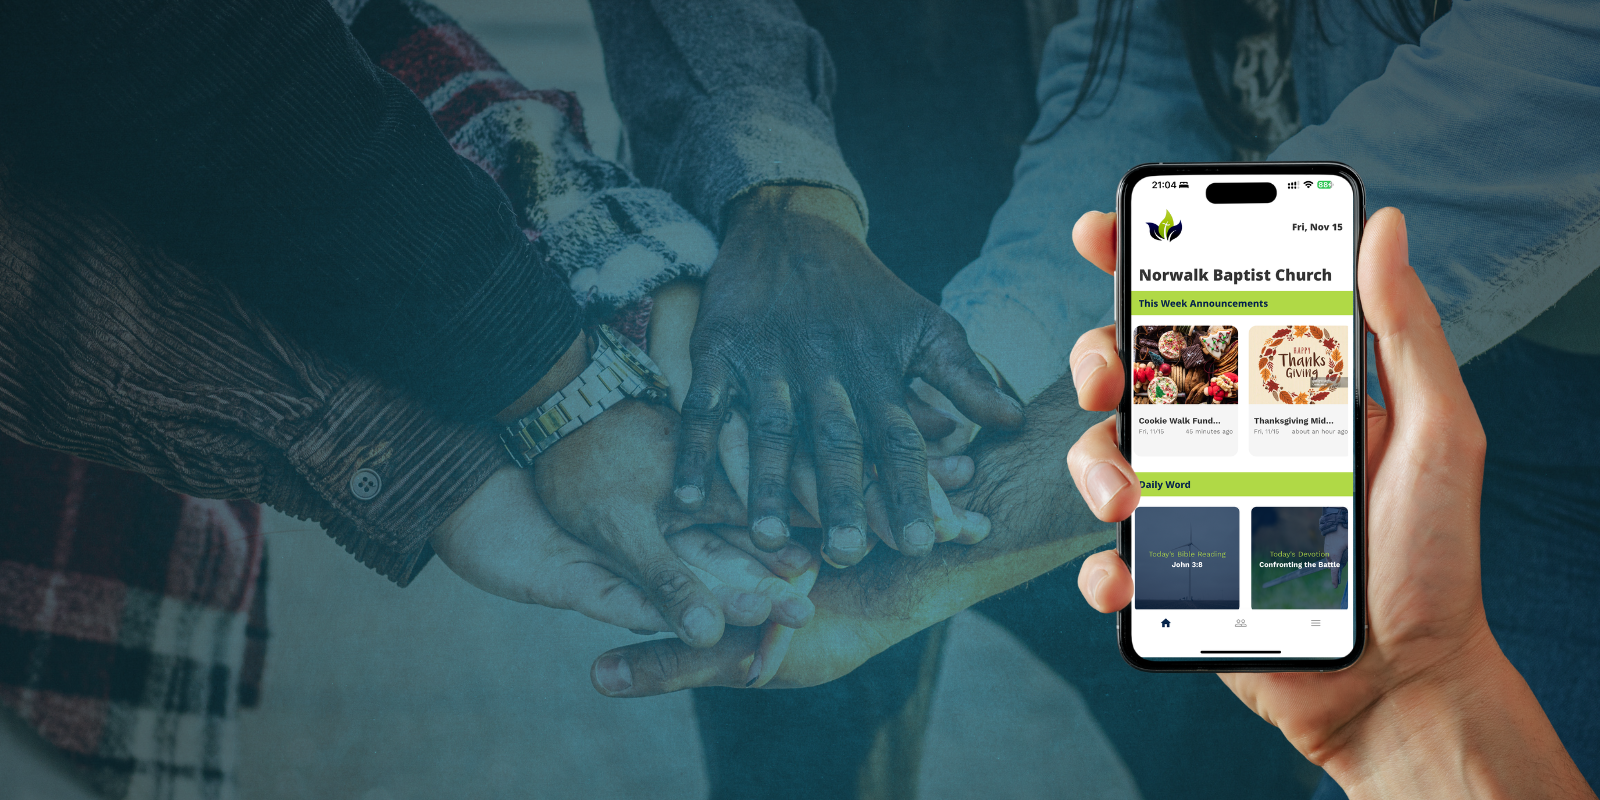 21:04
88
Fri, Nov 15
Norwalk Baptist Church
This Week Announcements
HAPPY
Thanks
Giving
Cookie Walk Fund...
Fri, 11/15 45 minutes ago
Thanksgiving Mid...
Fri, 11/15 about an hour ago
Daily Word
Today's Bible Reading
John 3:8
Today's Devotion
Confronting the Battle